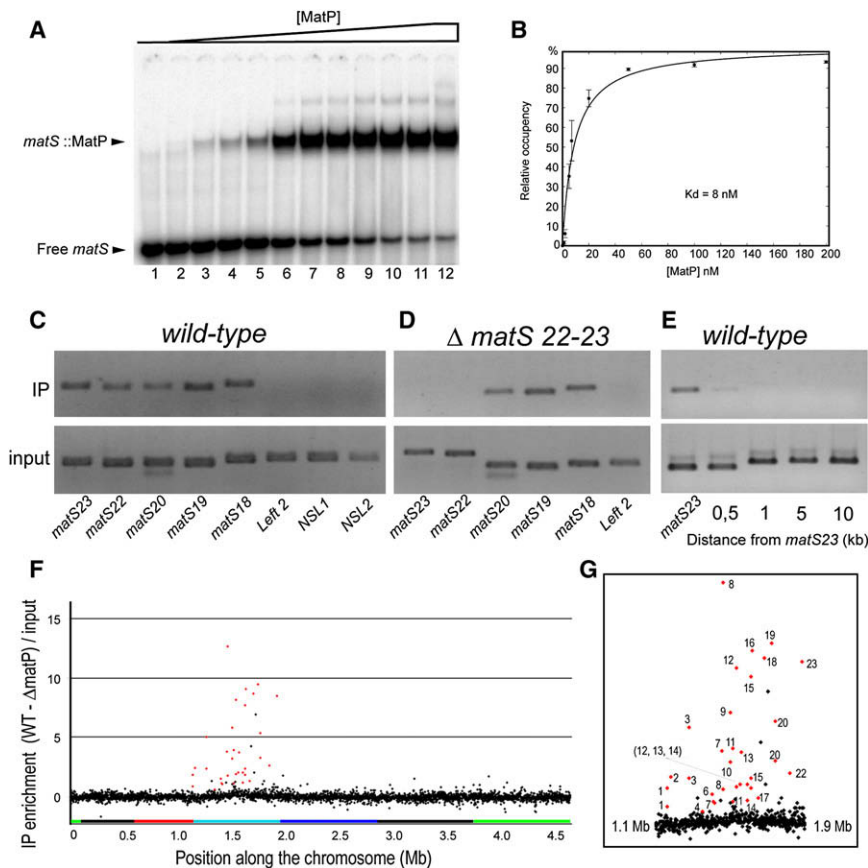 A
[MatP]
matS ::MatP
Free matS
1 2 3 4 5 6 7 8 9 10 11 12
B
%
100
90
80
70
60
50
40
30
20
10
0
Relative occupancy
Kd = 8 nM
0 20 40 60 80 100 120 140 160 180 200
[MatP] nM
C
wild-type
IP
input
matS23 matS22 matS20 matS19 matS18 Left 2 NSL1 NSL2
D
Δ matS 22-23
matS23 matS22 matS20 matS19 matS18 Left 2
E
wild-type
matS23 0,5 1 5 10
Distance from matS23 (kb)
F
IP enrichment (WT - ΔmatP) / input
15
10
5
0
0 0.5 1.0 1.5 2.0 2.5 3.0 3.5 4.0 4.5
Position along the chromosome (Mb)
G
8
19
16
18
23
12
15
9
20
3
7 11
13
20
(12, 13, 14)
10
22
2
3
15
8
1
6
17
1
4 7
11
14
1.1 Mb
1.9 Mb